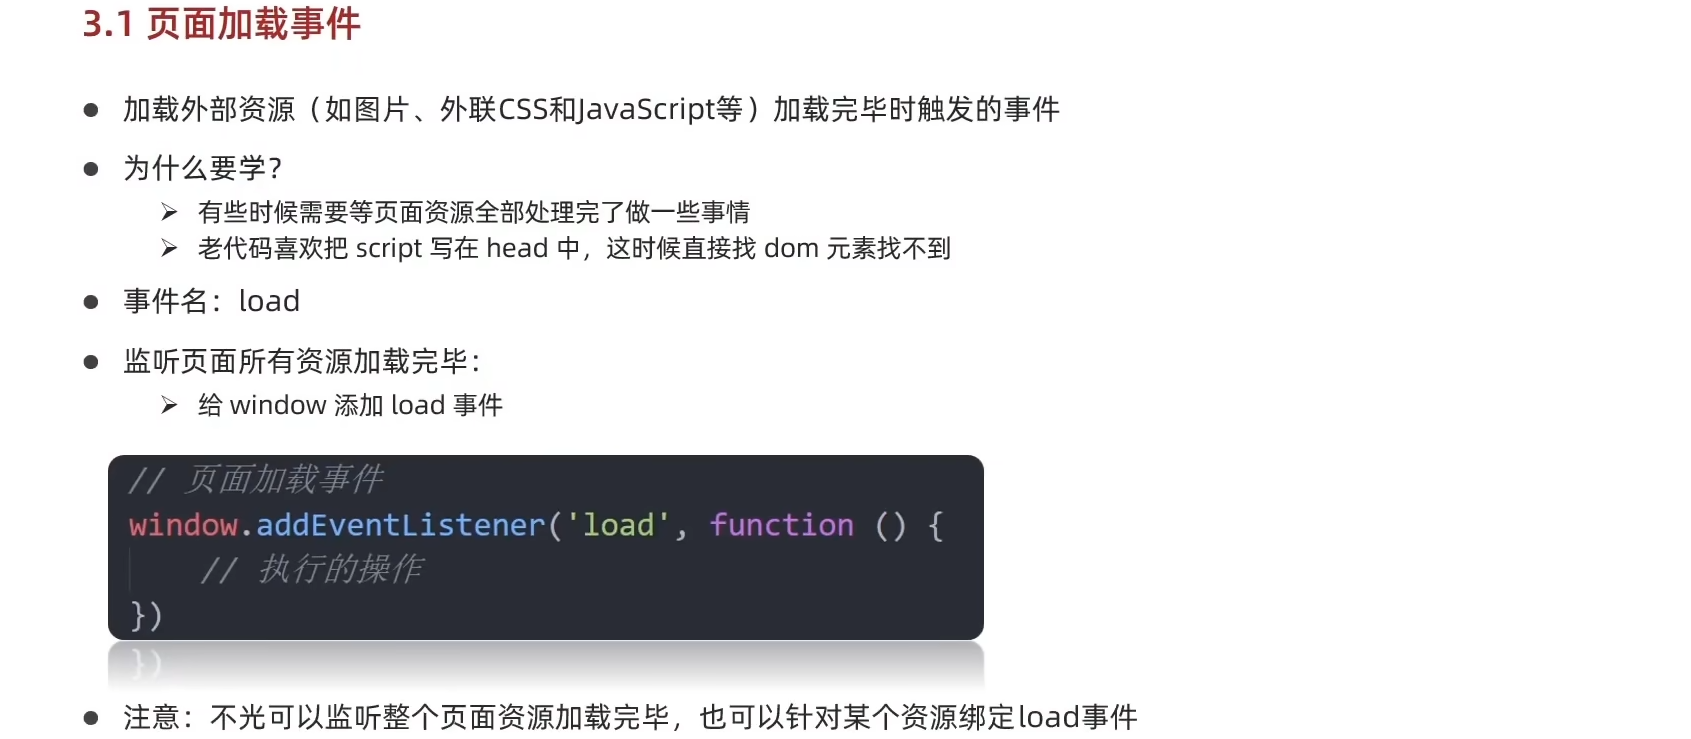 3.1 页面加载事件
● 加载外部资源（如图片、外联CSS和JavaScript等）加载完毕时触发的事件
● 为什么要学？
➢ 有些时候需要等页面资源全部处理完了做一些事情
➢ 老代码喜欢把 script 写在 head 中，这时候直接找 dom 元素找不到
● 事件名：load
● 监听页面所有资源加载完毕：
➢ 给 window 添加 load 事件
// 页面加载事件
window.addEventListener('load', function () {
// 执行的操作
})
● 注意：不光可以监听整个页面资源加载完毕，也可以针对某个资源绑定load事件